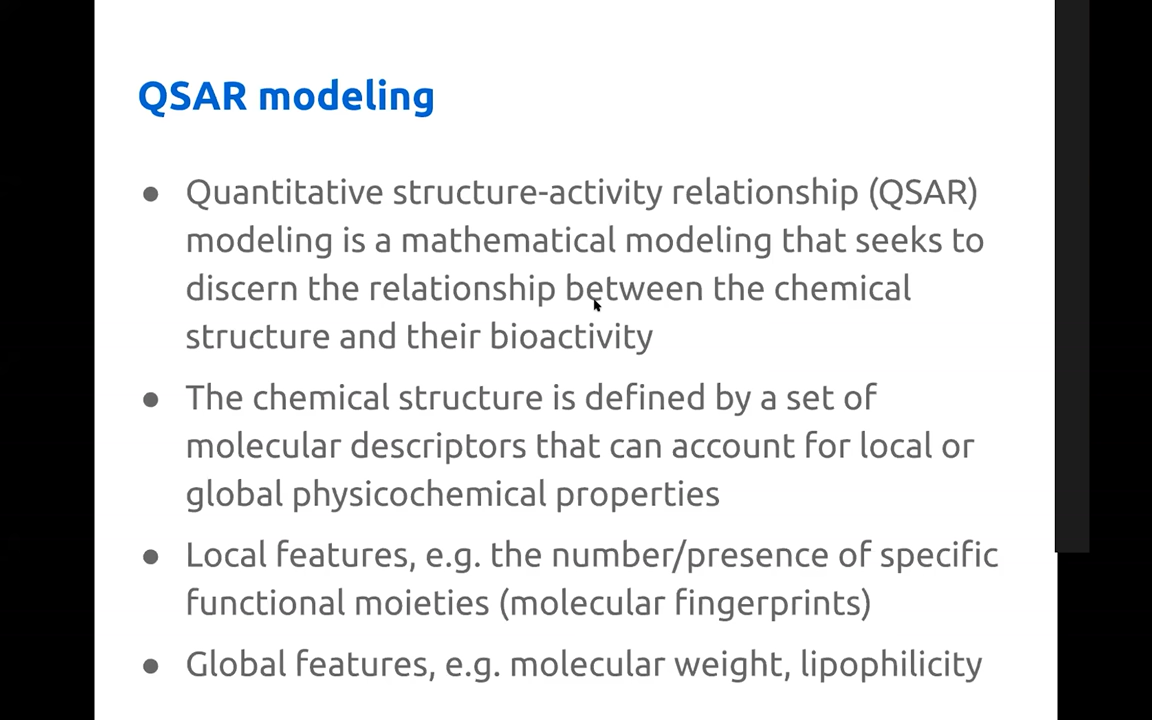 QSAR modeling
● Quantitative structure-activity relationship (QSAR)
modeling is a mathematical modeling that seeks to
discern the relationship between the chemical
structure and their bioactivity
● The chemical structure is defined by a set of
molecular descriptors that can account for local or
global physicochemical properties
● Local features, e.g. the number/presence of specific
functional moieties (molecular fingerprints)
● Global features, e.g. molecular weight, lipophilicity